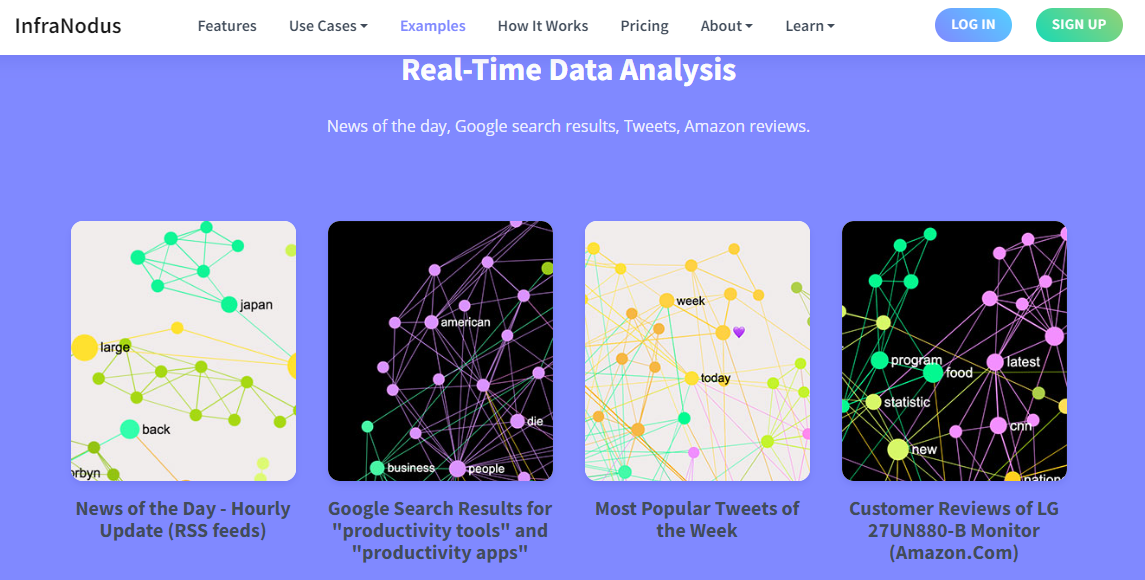 InfraNodus
Features
Use Cases
Examples
How It Works
Pricing
About
Learn
LOG IN
SIGN UP
Real-Time Data Analysis
News of the day, Google search results, Tweets, Amazon reviews.
japan
large
back
orbyn
american
die
business
people
week
today
program
food
latest
statistic
cnn
new
nation
News of the Day - Hourly
Update (RSS feeds)
Google Search Results for
"productivity tools" and
"productivity apps"
Most Popular Tweets of
the Week
Customer Reviews of LG
27UN880-B Monitor
(Amazon.Com)